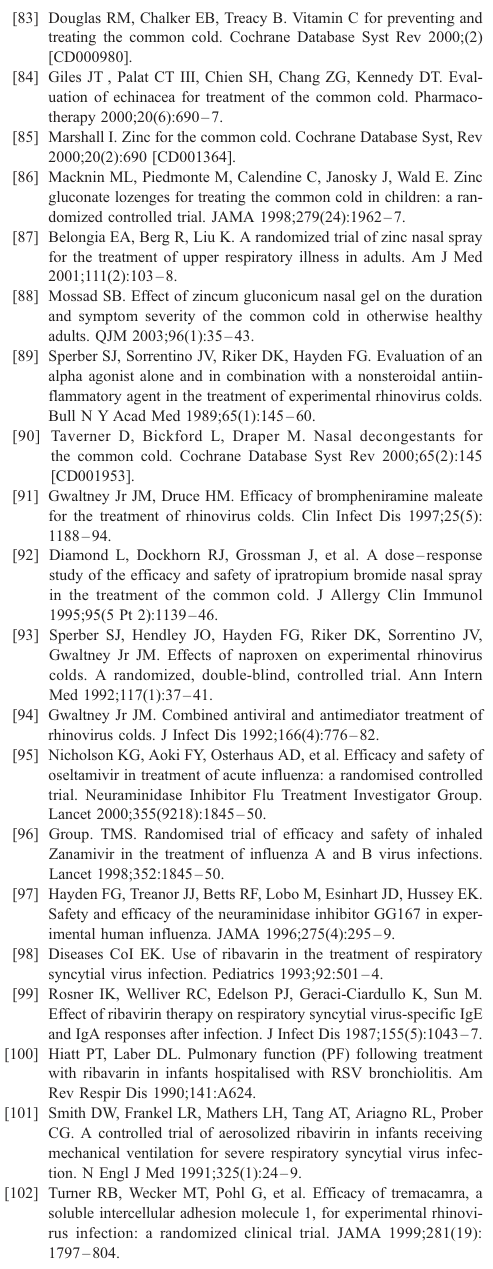 [83] Douglas RM, Chalker EB, Treacy B. Vitamin C for preventing and
treating the common cold. Cochrane Database Syst Rev 2000;(2)
[CD000980].
[84] Giles JT , Palat CT III, Chien SH, Chang ZG, Kennedy DT. Eval-
uation of echinacea for treatment of the common cold. Pharmaco-
therapy 2000;20(6):690–7.
[85] Marshall I. Zinc for the common cold. Cochrane Database Syst, Rev
2000;20(2):690 [CD001364].
[86] Macknin ML, Piedmonte M, Calendine C, Janosky J, Wald E. Zinc
gluconate lozenges for treating the common cold in children: a ran-
domized controlled trial. JAMA 1998;279(24):1962–7.
[87] Belongia EA, Berg R, Liu K. A randomized trial of zinc nasal spray
for the treatment of upper respiratory illness in adults. Am J Med
2001;111(2):103–8.
[88] Mossad SB. Effect of zincum gluconicum nasal gel on the duration
and symptom severity of the common cold in otherwise healthy
adults. QJM 2003;96(1):35–43.
[89] Sperber SJ, Sorrentino JV, Riker DK, Hayden FG. Evaluation of an
alpha agonist alone and in combination with a nonsteroidal antiin-
flammatory agent in the treatment of experimental rhinovirus colds.
Bull N Y Acad Med 1989;65(1):145–60.
[90] Taverner D, Bickford L, Draper M. Nasal decongestants for
the common cold. Cochrane Database Syst Rev 2000;65(2):145
[CD001953].
[91] Gwaltney Jr JM, Druce HM. Efficacy of brompheniramine maleate
for the treatment of rhinovirus colds. Clin Infect Dis 1997;25(5):
1188–94.
[92] Diamond L, Dockhorn RJ, Grossman J, et al. A dose–response
study of the efficacy and safety of ipratropium bromide nasal spray
in the treatment of the common cold. J Allergy Clin Immunol
1995;95(5 Pt 2):1139–46.
[93] Sperber SJ, Hendley JO, Hayden FG, Riker DK, Sorrentino JV,
Gwaltney Jr JM. Effects of naproxen on experimental rhinovirus
colds. A randomized, double-blind, controlled trial. Ann Intern
Med 1992;117(1):37–41.
[94] Gwaltney Jr JM. Combined antiviral and antimediator treatment of
rhinovirus colds. J Infect Dis 1992;166(4):776–82.
[95] Nicholson KG, Aoki FY, Osterhaus AD, et al. Efficacy and safety of
oseltamivir in treatment of acute influenza: a randomised controlled
trial. Neuraminidase Inhibitor Flu Treatment Investigator Group.
Lancet 2000;355(9218):1845–50.
[96] Group. TMS. Randomised trial of efficacy and safety of inhaled
Zanamivir in the treatment of influenza A and B virus infections.
Lancet 1998;352:1845–50.
[97] Hayden FG, Treanor JJ, Betts RF, Lobo M, Esinhart JD, Hussey EK.
Safety and efficacy of the neuraminidase inhibitor GG167 in exper-
imental human influenza. JAMA 1996;275(4):295–9.
[98] Diseases CoI EK. Use of ribavarin in the treatment of respiratory
syncytial virus infection. Pediatrics 1993;92:501–4.
[99] Rosner IK, Welliver RC, Edelson PJ, Geraci-Ciardullo K, Sun M.
Effect of ribavirin therapy on respiratory syncytial virus-specific IgE
and IgA responses after infection. J Infect Dis 1987;155(5):1043–7.
[100] Hiatt PT, Laber DL. Pulmonary function (PF) following treatment
with ribavarin in infants hospitalised with RSV bronchiolitis. Am
Rev Respir Dis 1990;141:A624.
[101] Smith DW, Frankel LR, Mathers LH, Tang AT, Ariagno RL, Prober
CG. A controlled trial of aerosolized ribavirin in infants receiving
mechanical ventilation for severe respiratory syncytial virus infec-
tion. N Engl J Med 1991;325(1):24–9.
[102] Turner RB, Wecker MT, Pohl G, et al. Efficacy of tremacamra, a
soluble intercellular adhesion molecule 1, for experimental rhinovi-
rus infection: a randomized clinical trial. JAMA 1999;281(19):
1797–804.